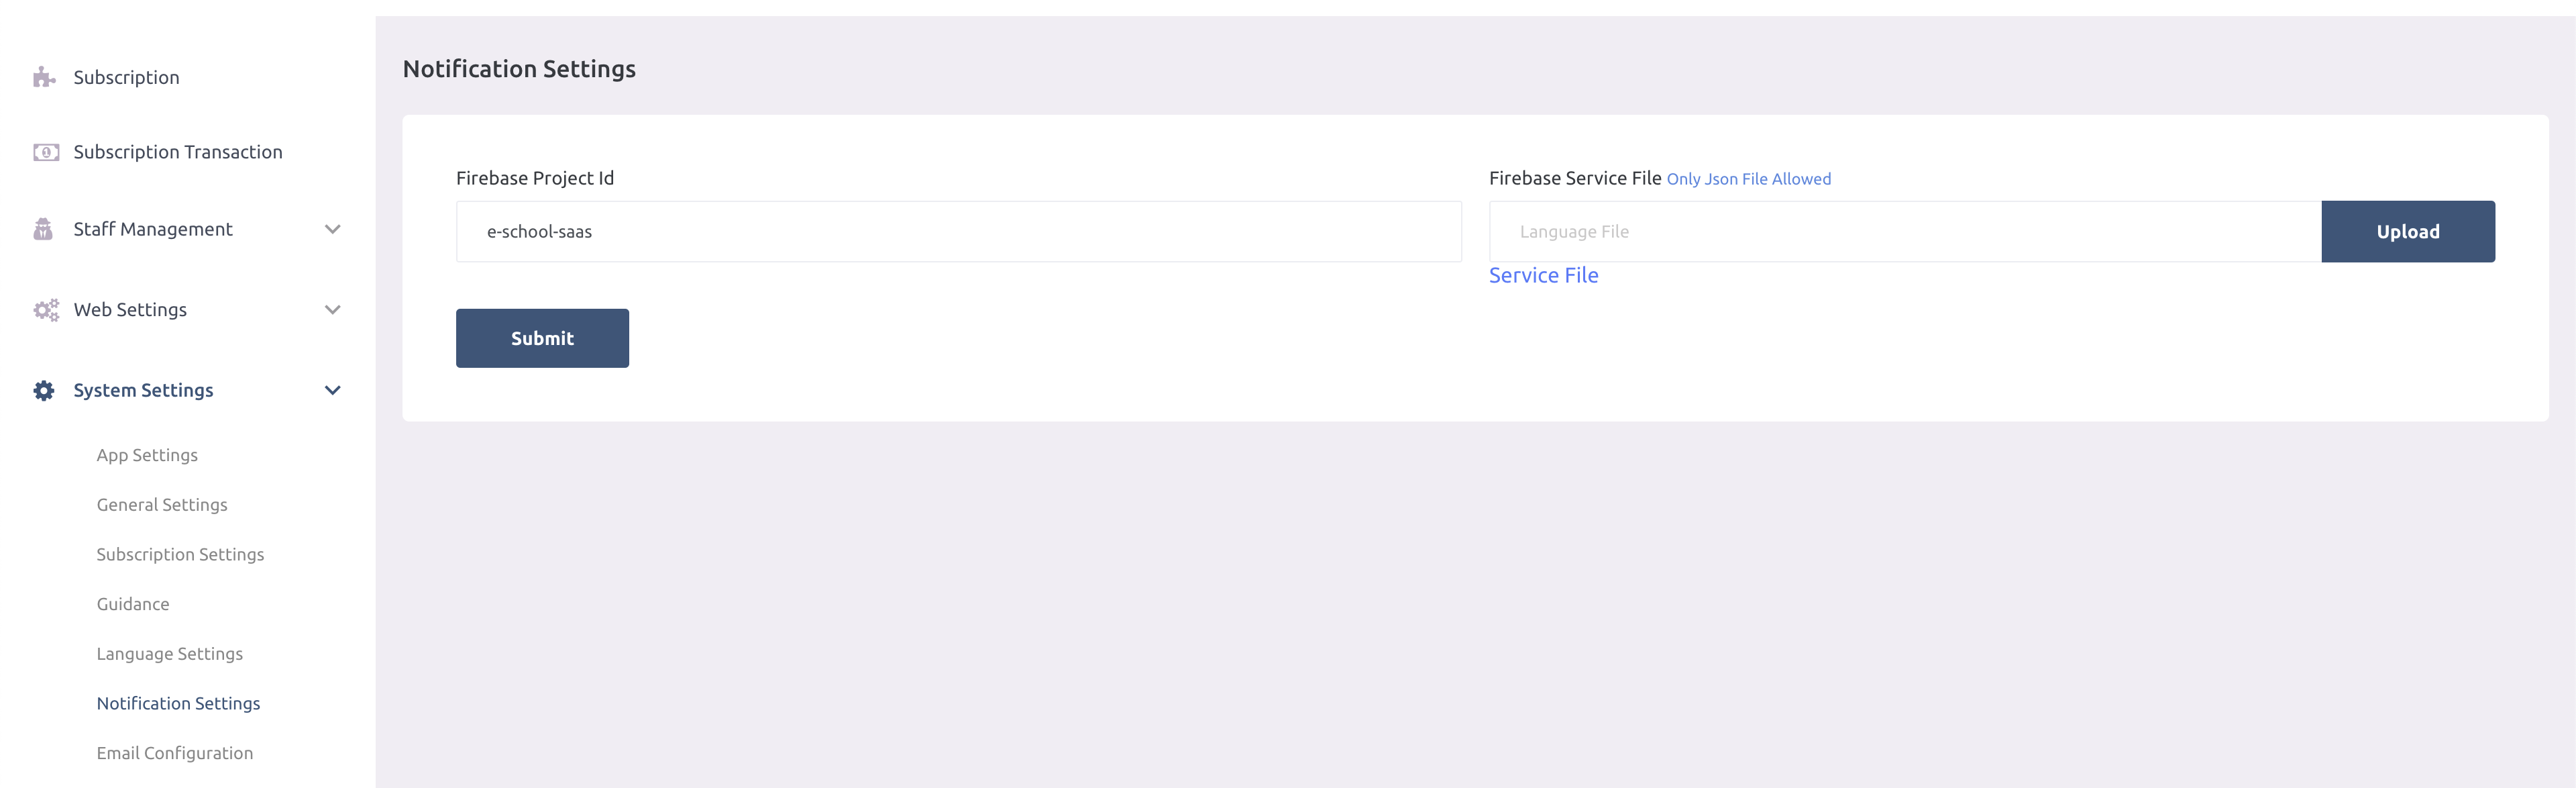 Subscription
Subscription Transaction
Staff Management
Web Settings
System Settings
App Settings
General Settings
Subscription Settings
Guidance
Language Settings
Notification Settings
Email Configuration
Notification Settings
Firebase Project Id
e-school-saas
Firebase Service File Only Json File Allowed
Language File
Upload
Service File
Submit